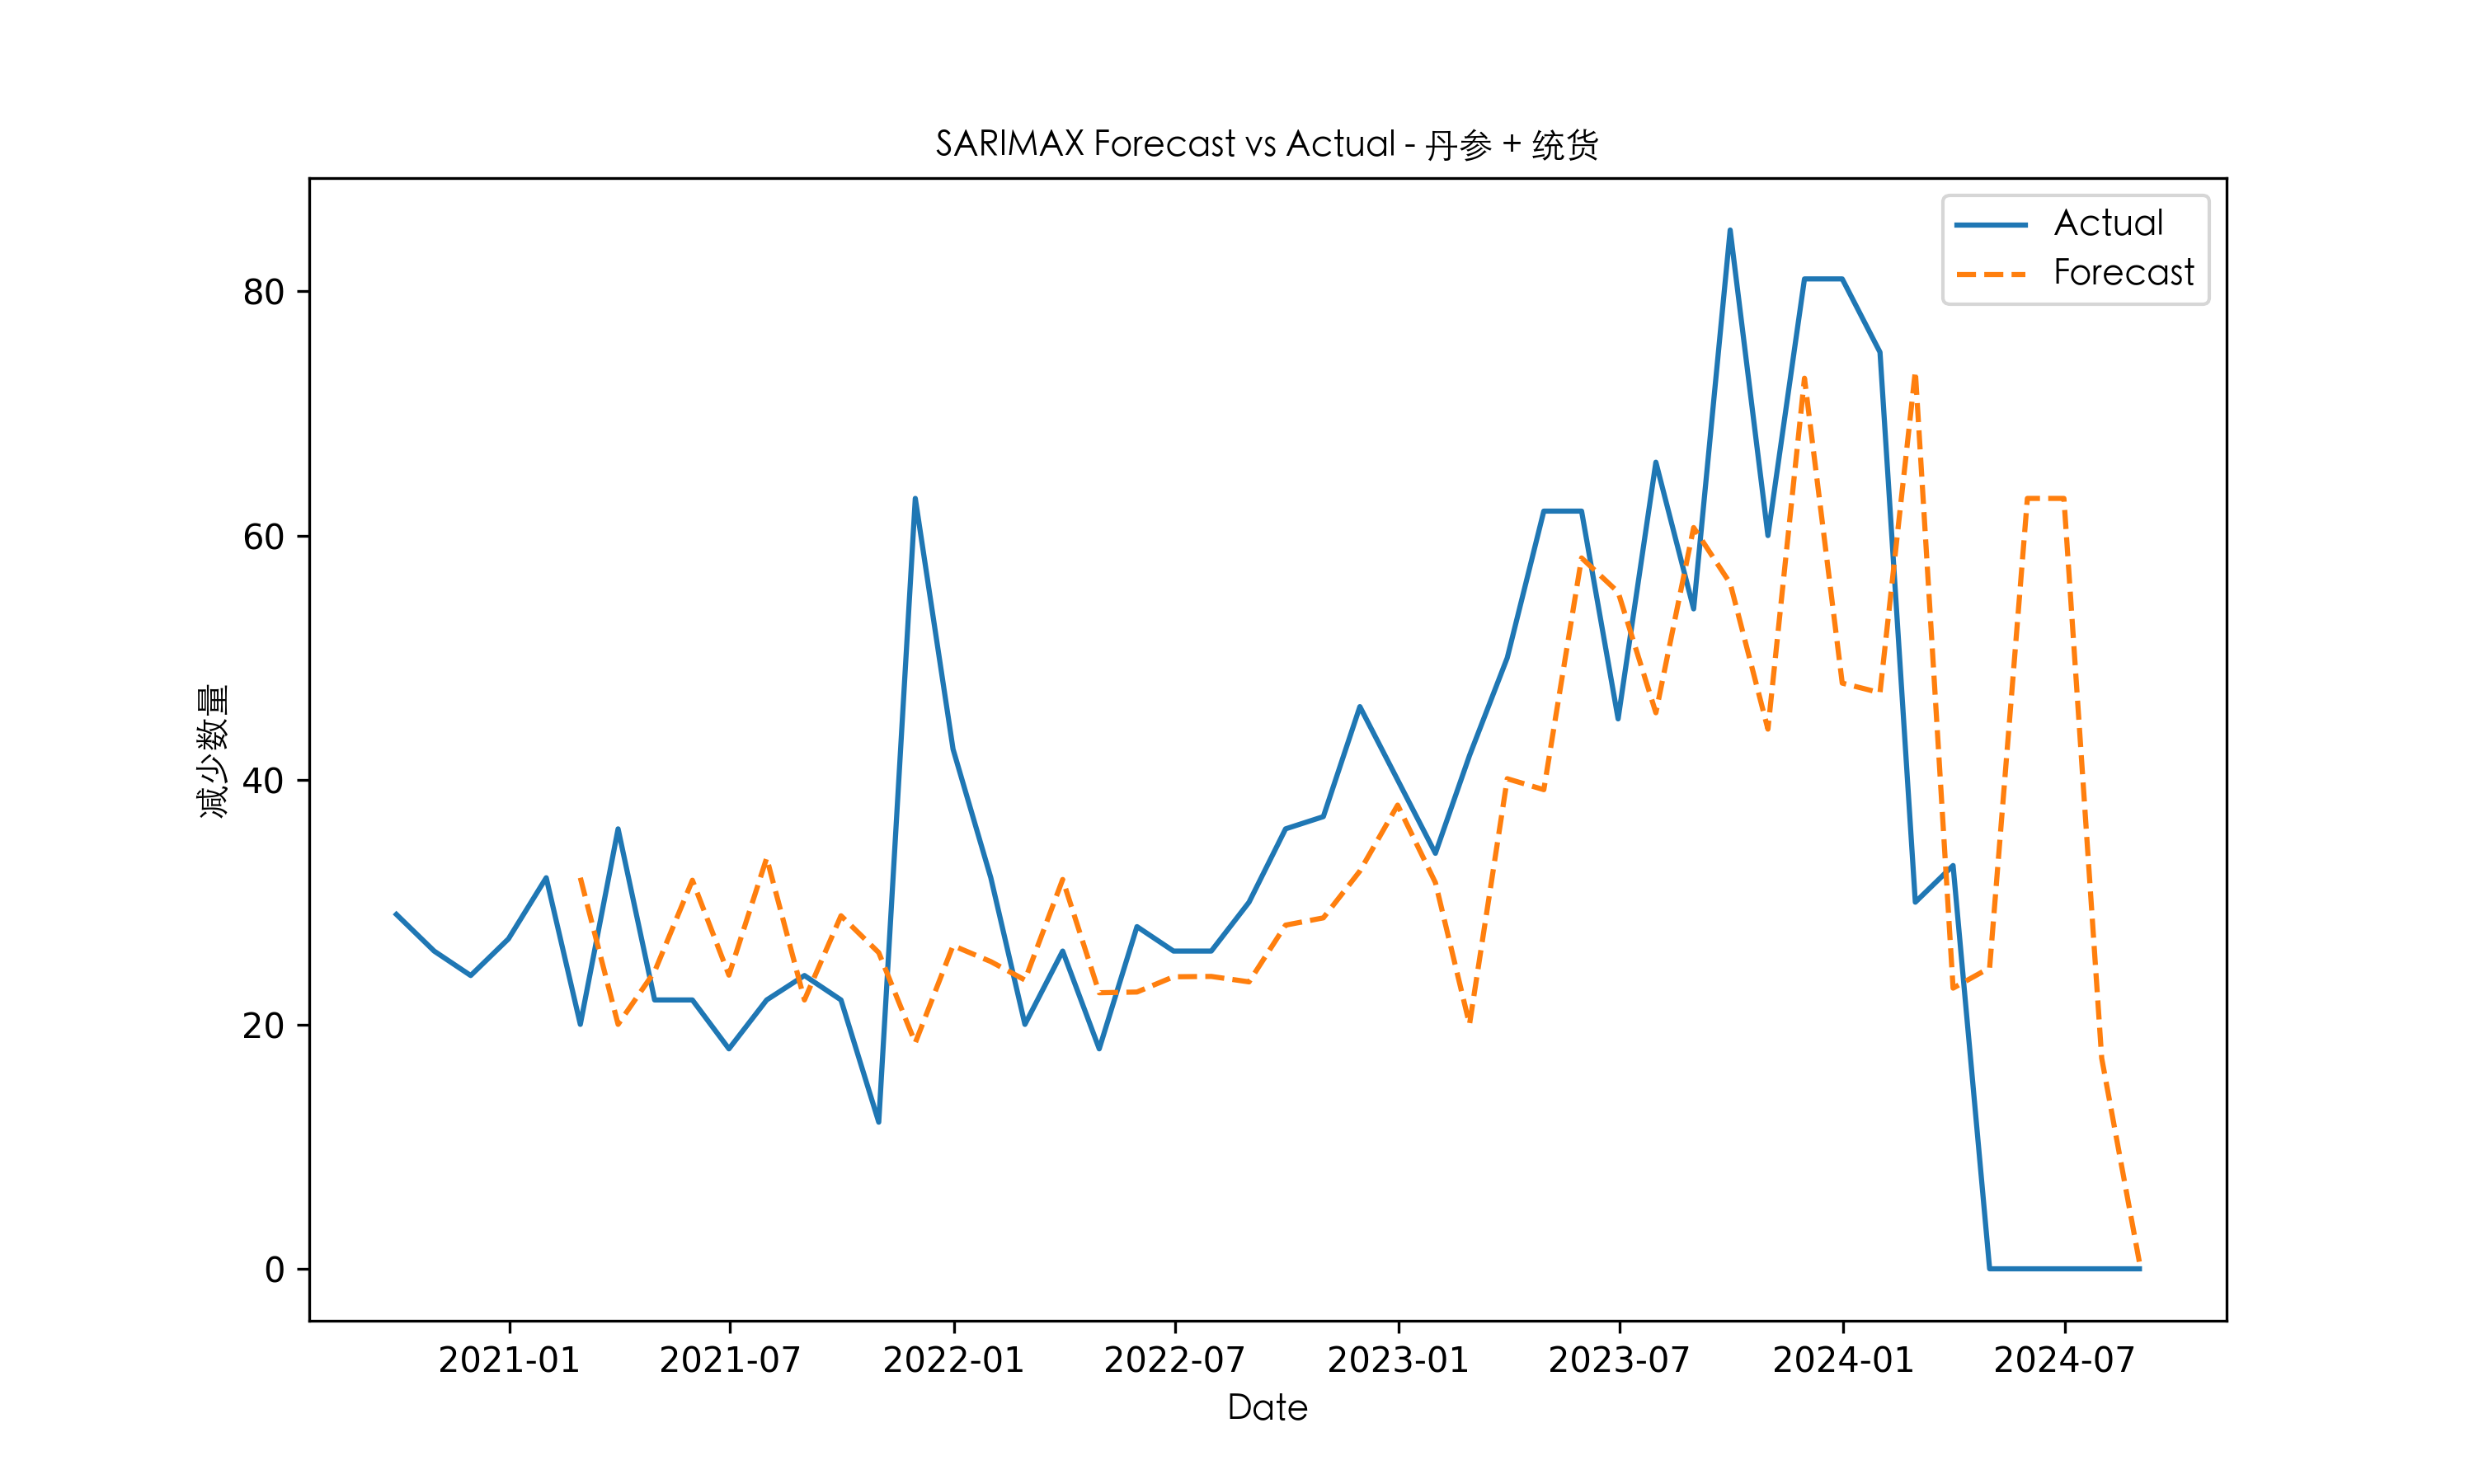 SARIMAX Forecast vs Actual - 丹参 + 统货
Actual
Forecast
减少数量
80
60
40
20
0
2021-01 2021-07 2022-01 2022-07 2023-01 2023-07 2024-01 2024-07
Date